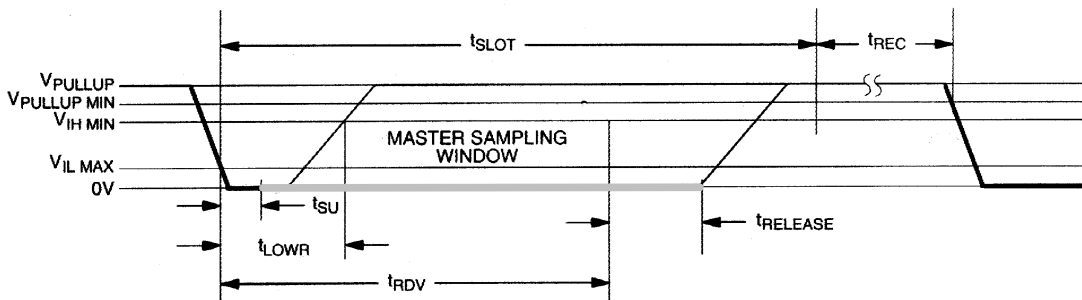 tSLOT
tREC
VPULLUP
VPULLUP MIN
VIH MIN
MASTER SAMPLING
WINDOW
VIL MAX
0V
tSU
tRELEASE
tLOWR
tRDV